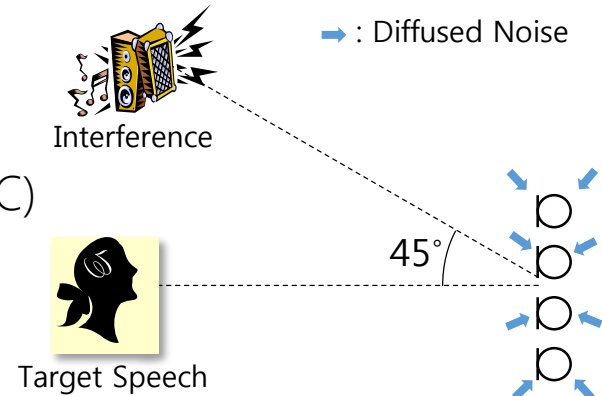 : Diffused Noise
Interference
C)
45°
Target Speech